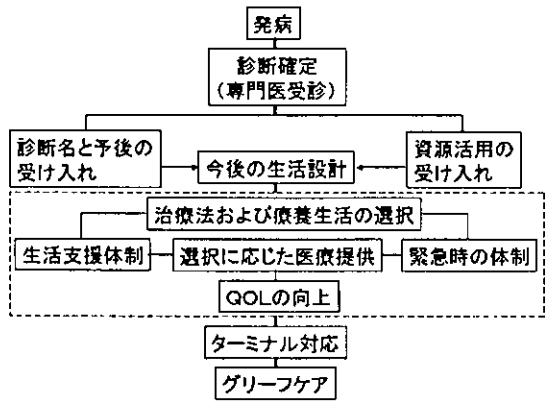 発病
診断確定
(専門医受診)
診断名と予後の
受け入れ
今後の生活設計
資源活用の
受け入れ
治療法および療養生活の選択
生活支援体制
選択に応じた医療提供
緊急時の体制
QOLの向上
ターミナル対応
グリーフケア